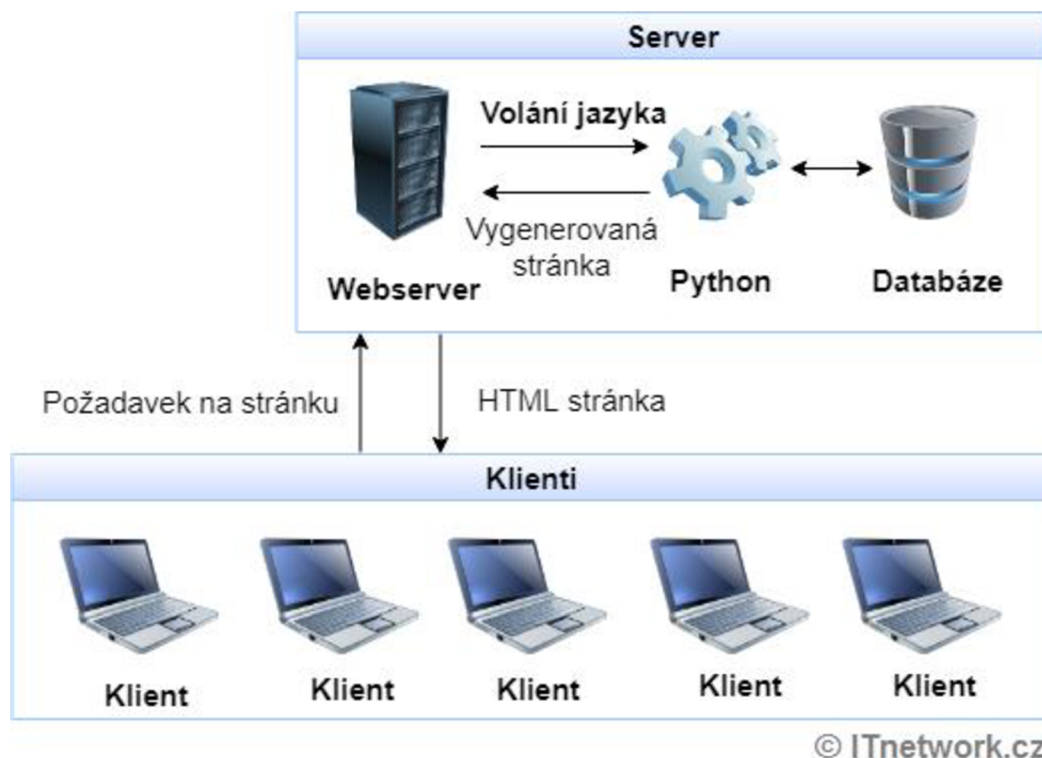 Server
Volání jazyka
Vygenerovaná
stránka
Webserver
Python
Databáze
Požadavek na stránku
HTML stránka
Klienti
Klient
Klient
Klient
Klient
Klient
© ITnetwork.cz